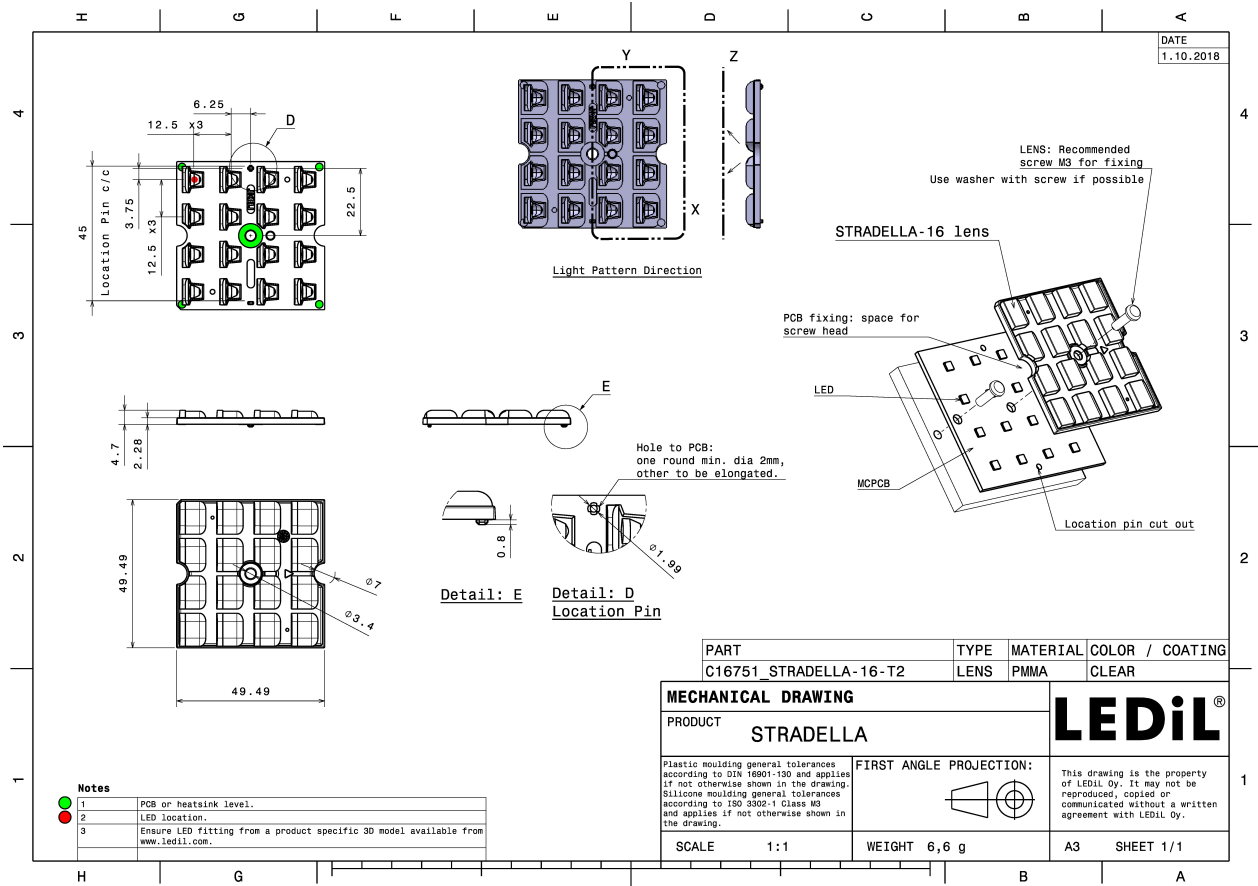 H G F E D C B A
DATE
1.10.2018
4
4
6.25
12.5 x3
D
45
Location Pin c/c
3.75
12.5 x3
22.5
Y
Z
X
Light Pattern Direction
LENS: Recommended
screw M3 for fixing
Use washer with screw if possible
STRADELLA-16 lens
PCB fixing: space for
screw head
LED
MCPCB
Location pin cut out
3
3
4.7
2.28
E
Hole to PCB:
one round min. dia 2mm,
other to be elongated.
0.8
∅1.99
Detail: E
Detail: D
Location Pin
2
2
49.49
∅7
∅3.4
49.49
PART TYPE MATERIAL COLOR / COATING
C16751_STRADELLA-16-T2 LENS PMMA CLEAR
MECHANICAL DRAWING
PRODUCT
STRADELLA
LEDiL®
Plastic moulding general tolerances
according to DIN 16901-130 and applies
if not otherwise shown in the drawing.
Silicone moulding general tolerances
according to ISO 3302-1 Class M3
and applies if not otherwise shown in
the drawing.
FIRST ANGLE PROJECTION:
This drawing is the property
of LEDiL Oy. It may not be
reproduced, copied or
communicated without a written
agreement with LEDiL Oy.
SCALE 1:1
WEIGHT 6,6 g
A3 SHEET 1/1
1
1
Notes
1 PCB or heatsink level.
2 LED location.
3 Ensure LED fitting from a product specific 3D model available from
www.ledil.com.
H G B A